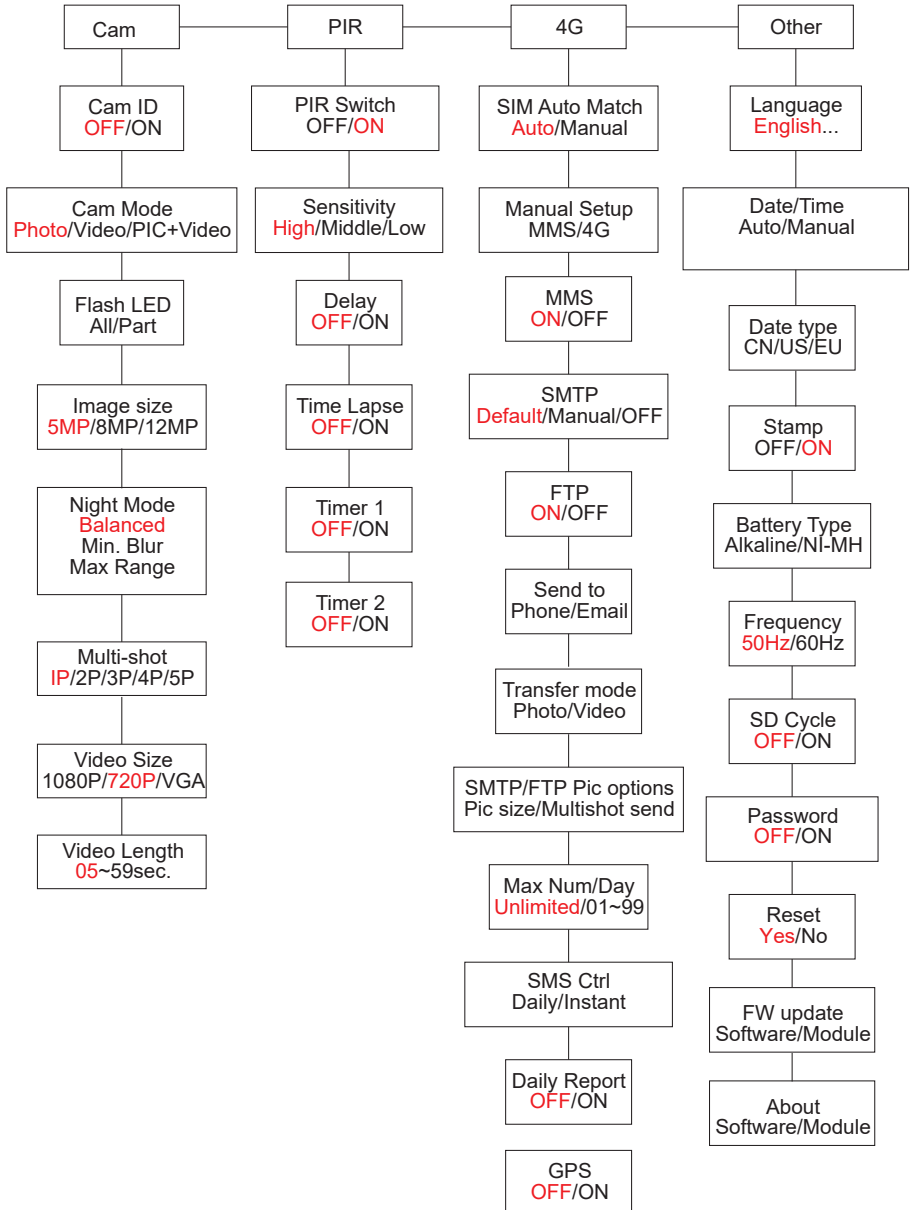 Cam
PIR
4G
Other
Cam ID
OFF/ON
Cam Mode
Photo/Video/PIC+Video
Flash LED
All/Part
Image size
5MP/8MP/12MP
Night Mode
Balanced
Min. Blur
Max Range
Multi-shot
IP/2P/3P/4P/5P
Video Size
1080P/720P/VGA
Video Length
05~59sec.
PIR Switch
OFF/ON
Sensitivity
High/Middle/Low
Delay
OFF/ON
Time Lapse
OFF/ON
Timer 1
OFF/ON
Timer 2
OFF/ON
SIM Auto Match
Auto/Manual
Manual Setup
MMS/4G
MMS
ON/OFF
SMTP
Default/Manual/OFF
FTP
ON/OFF
Send to
Phone/Email
Transfer mode
Photo/Video
SMTP/FTP Pic options
Pic size/Multishot send
Max Num/Day
Unlimited/01~99
SMS Ctrl
Daily/Instant
Daily Report
OFF/ON
GPS
OFF/ON
Language
English...
Date/Time
Auto/Manual
Date type
CN/US/EU
Stamp
OFF/ON
Battery Type
Alkaline/NI-MH
Frequency
50Hz/60Hz
SD Cycle
OFF/ON
Password
OFF/ON
Reset
Yes/No
FW update
Software/Module
About
Software/Module